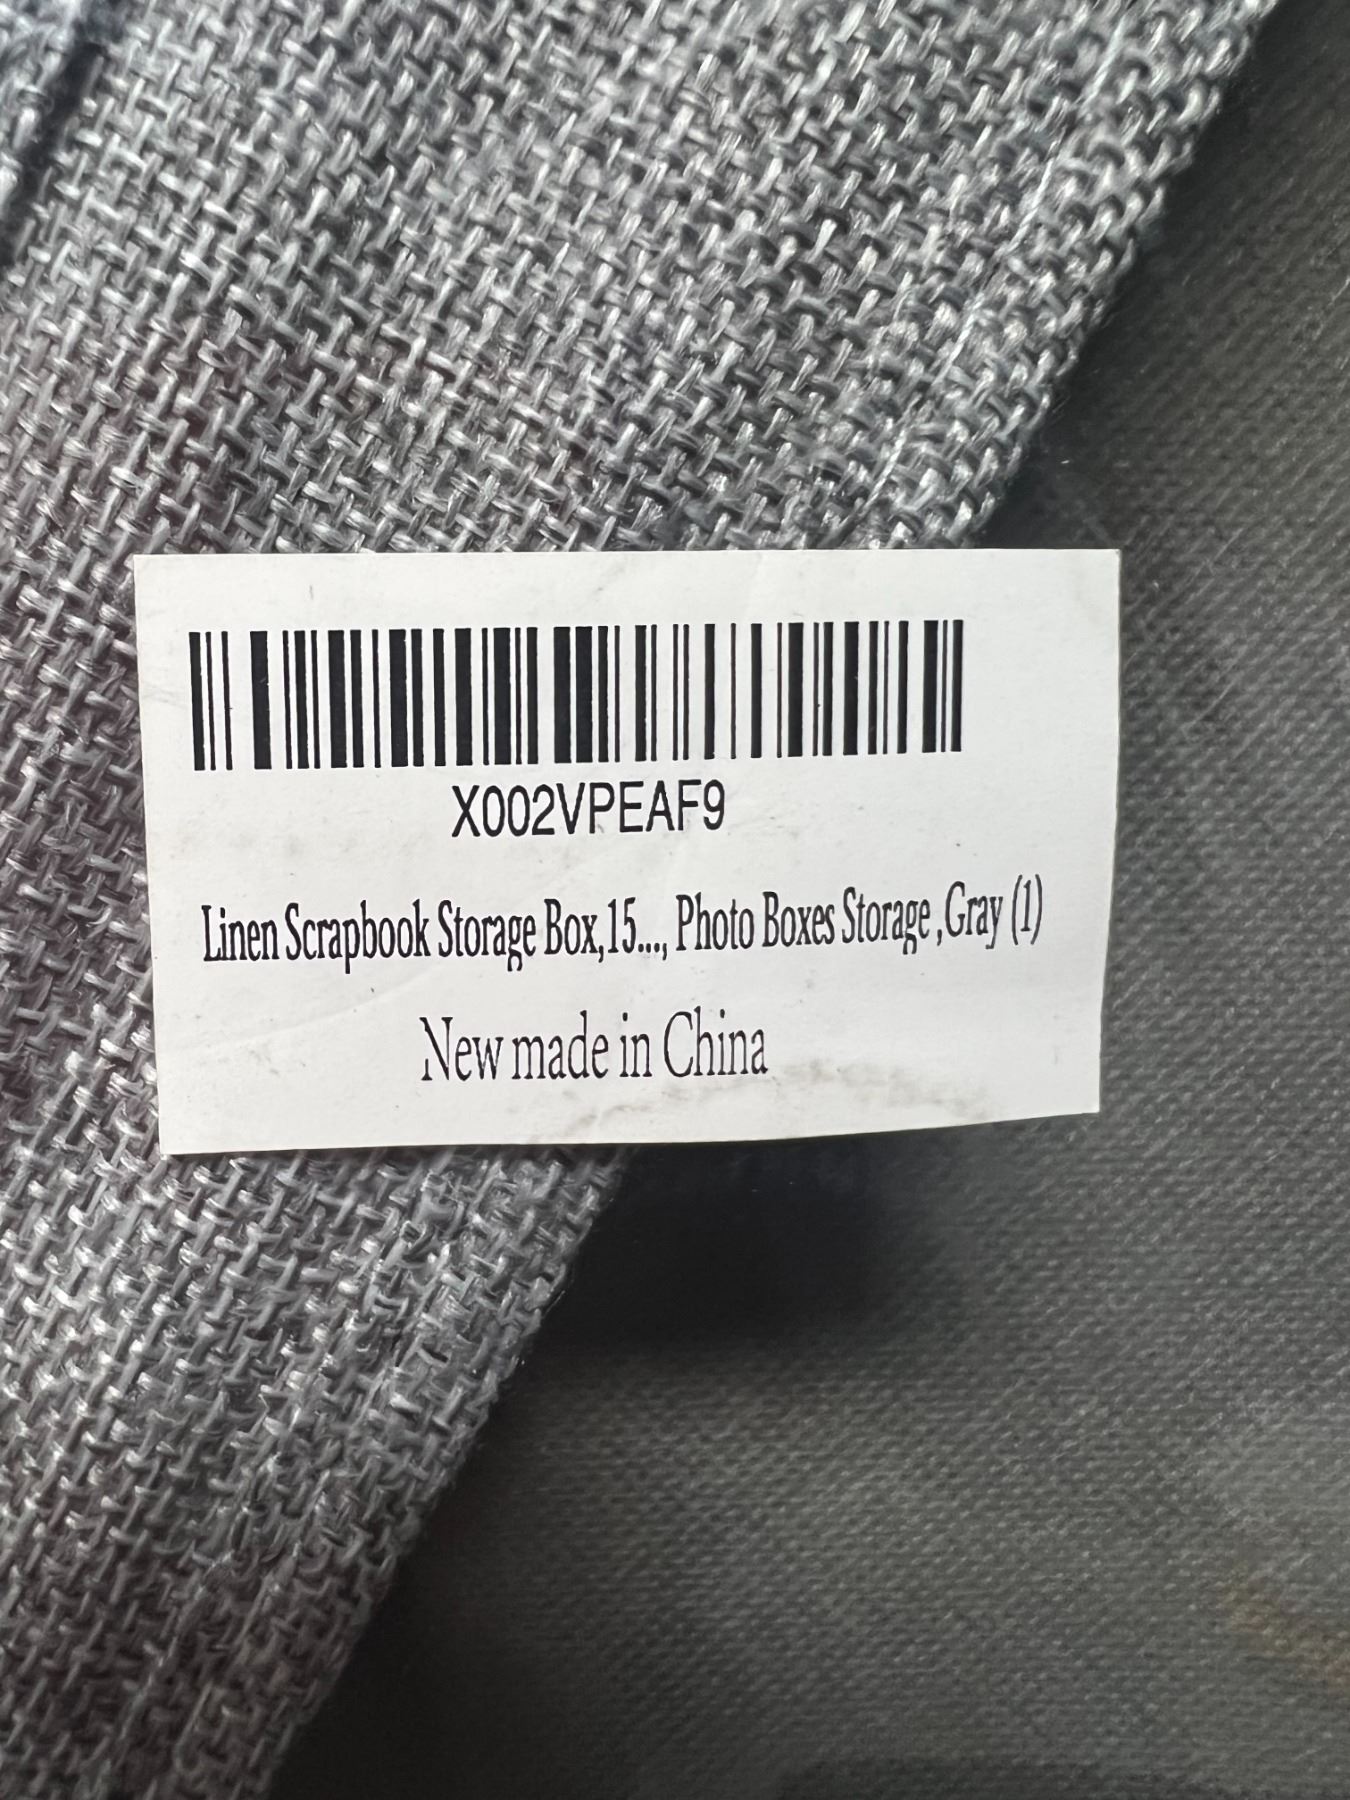 X002VPEAF9
Linen Scrapbook Storage Box,15..., Photo Boxes Storage ,Gray (1)
New made in China